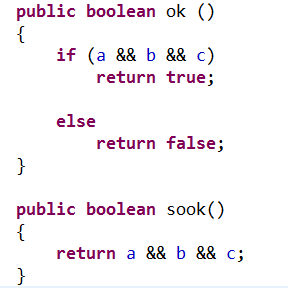 public boolean ok ()
{
    if (a && b && c)
        return true;

    else
        return false;
}

public boolean sook()
{
    return a && b && c;
}